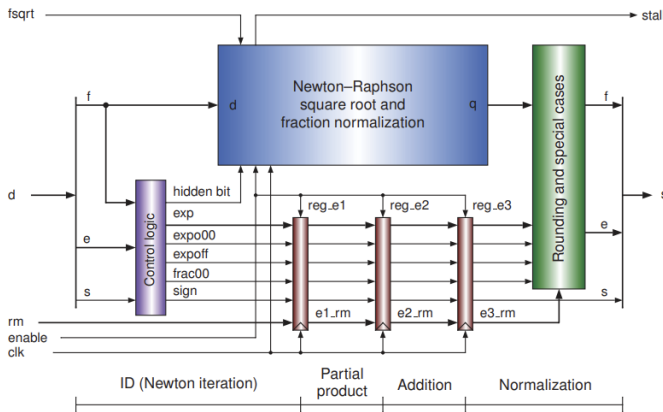 fsqrt
stal
Newton–Raphson
square root and
fraction normalization
d
q
f
f
d
hidden bit
exp
expo00
expoff
frac00
sign
Control logic
e
s
reg_e1
reg_e2
reg_e3
Rounding and special cases
s
e
s
rm
e1_rm
e2_rm
e3_rm
enable
clk
ID (Newton iteration)
Partial
product
Addition
Normalization